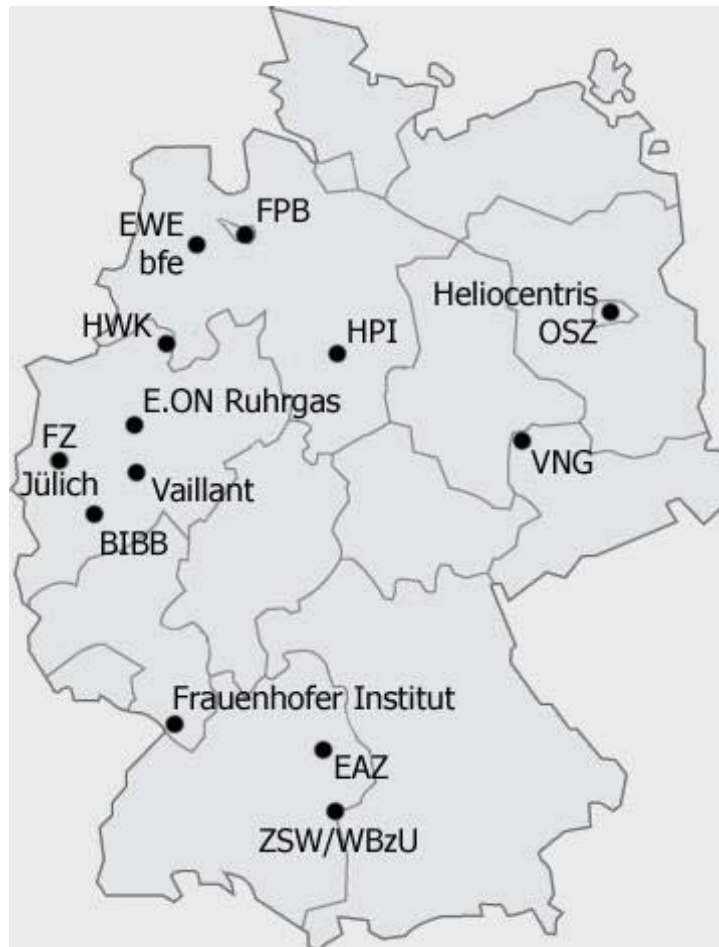 FPB
EWE
bfe
Heliocentris
OSZ
HWK
HPI
E.ON Ruhrgas
FZ
Jülich
VNG
Vaillant
BIBB
Frauenhofer Institut
EAZ
ZSW/WBzU